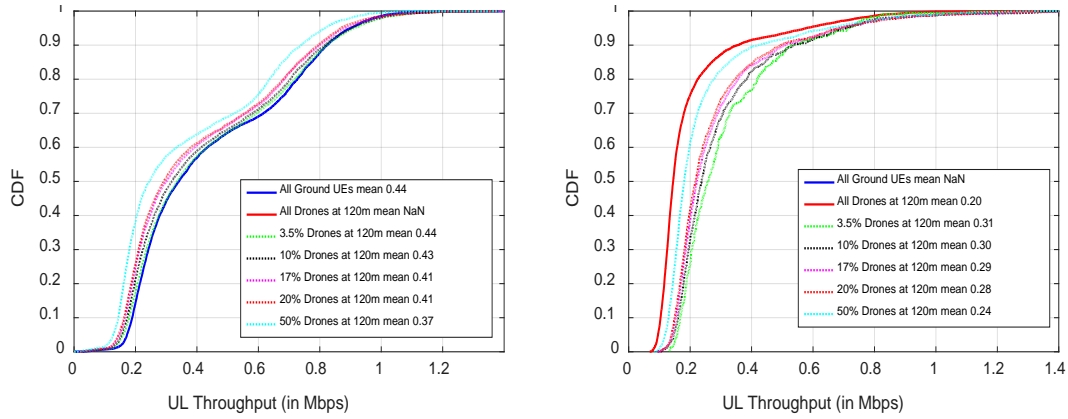 1
0.9
0.8
0.7
0.6
0.5
0.4
0.3
0.2
0.1
0
CDF
0 0.2 0.4 0.6 0.8 1 1.2
UL Throughput (in Mbps)
All Ground UEs mean 0.44
All Drones at 120m mean NaN
3.5% Drones at 120m mean 0.44
10% Drones at 120m mean 0.43
17% Drones at 120m mean 0.41
20% Drones at 120m mean 0.41
50% Drones at 120m mean 0.37
1
0.9
0.8
0.7
0.6
0.5
0.4
0.3
0.2
0.1
0
CDF
0 0.2 0.4 0.6 0.8 1 1.2 1.4
UL Throughput (in Mbps)
All Ground UEs mean NaN
All Drones at 120m mean 0.20
3.5% Drones at 120m mean 0.31
10% Drones at 120m mean 0.30
17% Drones at 120m mean 0.29
20% Drones at 120m mean 0.28
50% Drones at 120m mean 0.24